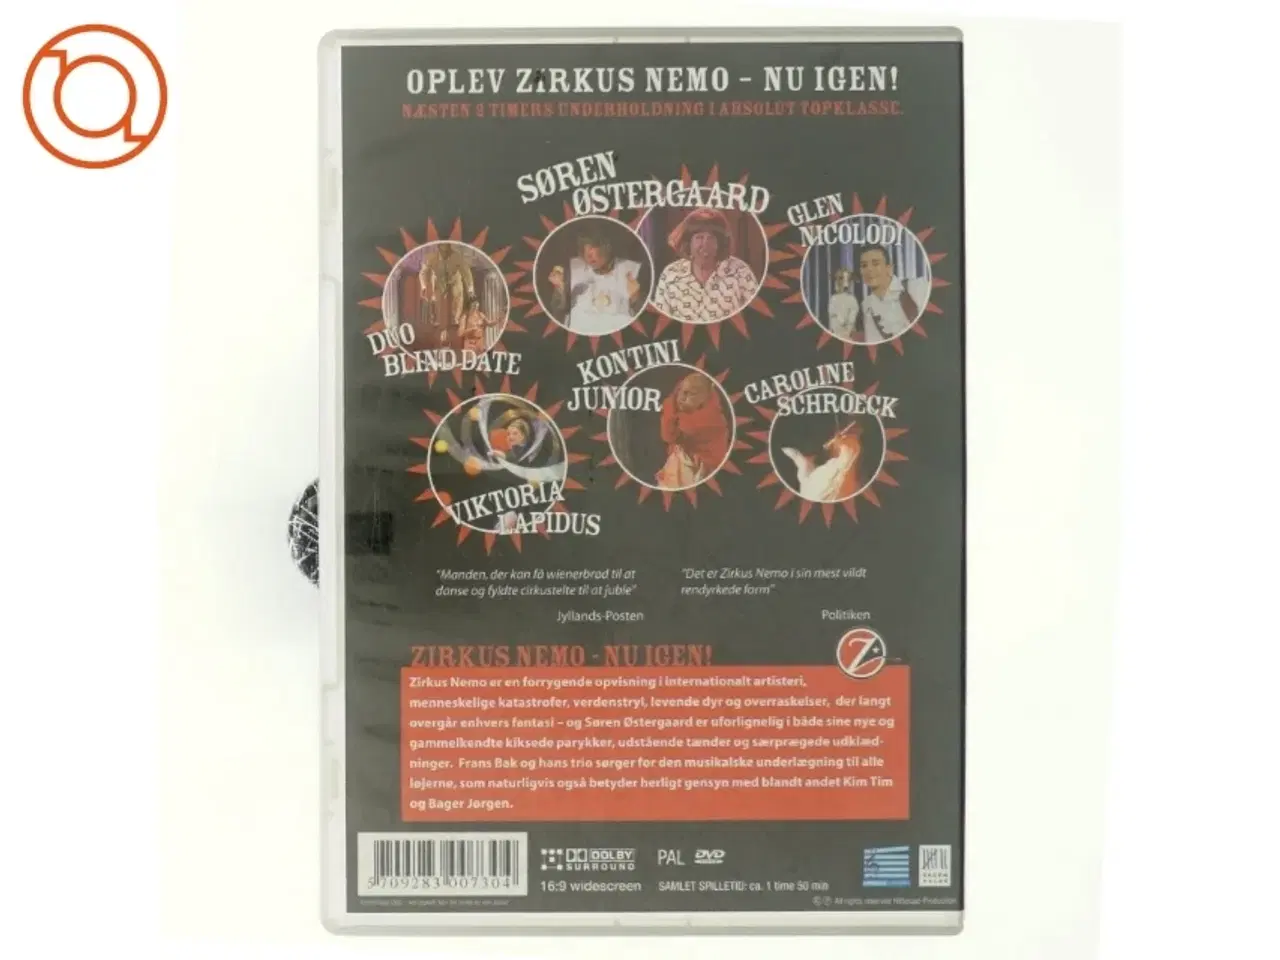 OPLEV ZIRKUS NEMO – NU IGEN!
NÆSTEN 2 TIMERS UNDERHOLDNING I ABSOLUT TOPKLASSE.
SØREN
ØSTERGAARD
GLEN
NICOLODI
DUO
BLIND DATE
KONTINI
JUNIOR
CAROLINE
SCHROECK
VIKTORIA
LAPIDUS
"Manden, der kan få wienerbrød til at
danse og fyldte cirkustelte til at juble"
Jyllands-Posten
"Det er Zirkus Nemo i sin mest vildt
rendyrkede form"
Politiken
Z
ZIRKUS NEMO - NU IGEN!
Zirkus Nemo er en forrygende opvisning i internationalt artisteri,
menneskelige katastrofer, verdenstryl, levende dyr og overraskelser, der langt
overgår enhvers fantasi – og Søren Østergaard er uforlignelig i både sine nye og
gammelkendte kiksede parykker, udstående tænder og særprægede udklæd-
ninger. Frans Bak og hans trio sørger for den musikalske underlægning til alle
løjerne, som naturligvis også betyder herligt gensyn med blandt andet Kim Tim
og Bager Jørgen.
5 709283 007304
DOLBY
SURROUND
PAL DVD
16:9 widescreen
SAMLET SPILLETID: ca. 1 time 50 min
All rights reserved